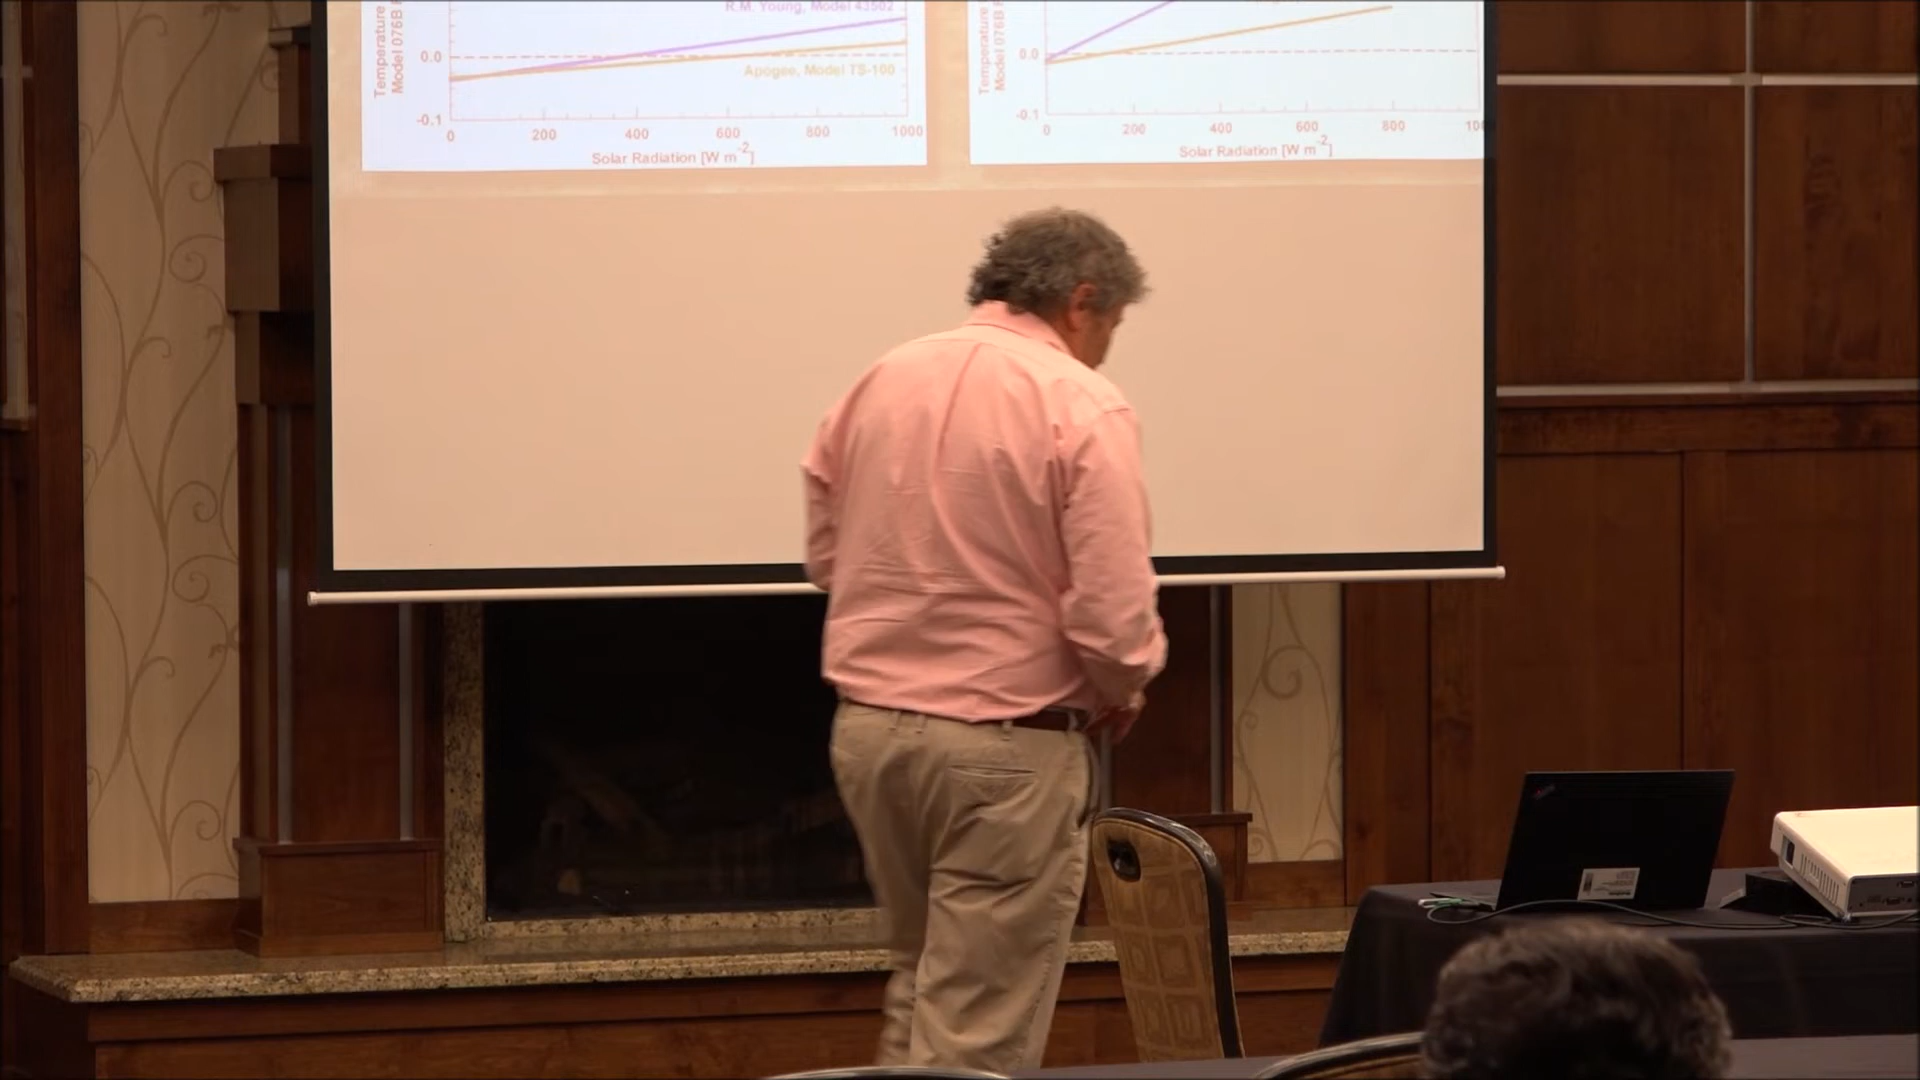 R.M. Young, Model 43502
Temperature
Model 076B
0.0
Apogee, Model TS-100
-0.1
0 200 400 600 800 1000
Solar Radiation [W m-2]
Temperature
Model 076B
0.0
-0.1
0 200 400 600 800
Solar Radiation [W m-2]